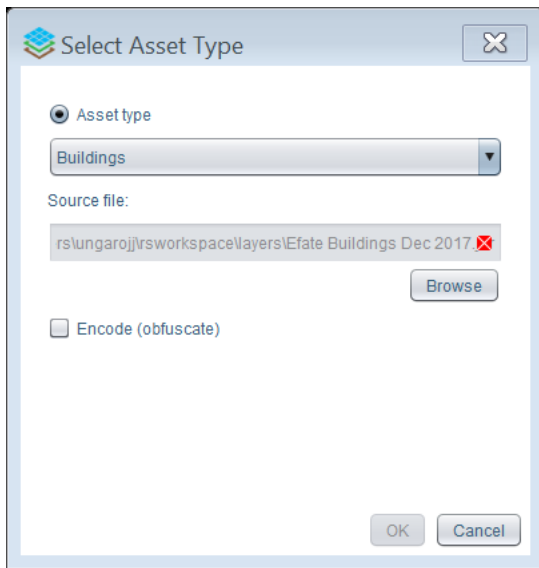 Select Asset Type
Asset type
Buildings
Source file:
rs\ungarojj\rsworkspace\layers\Efate Buildings Dec 2017.
Browse
Encode (obfuscate)
OK
Cancel